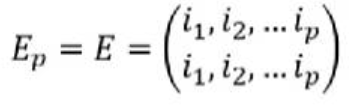 E_p = E = (i_1, i_2, ... i_p
i_1, i_2, ... i_p)